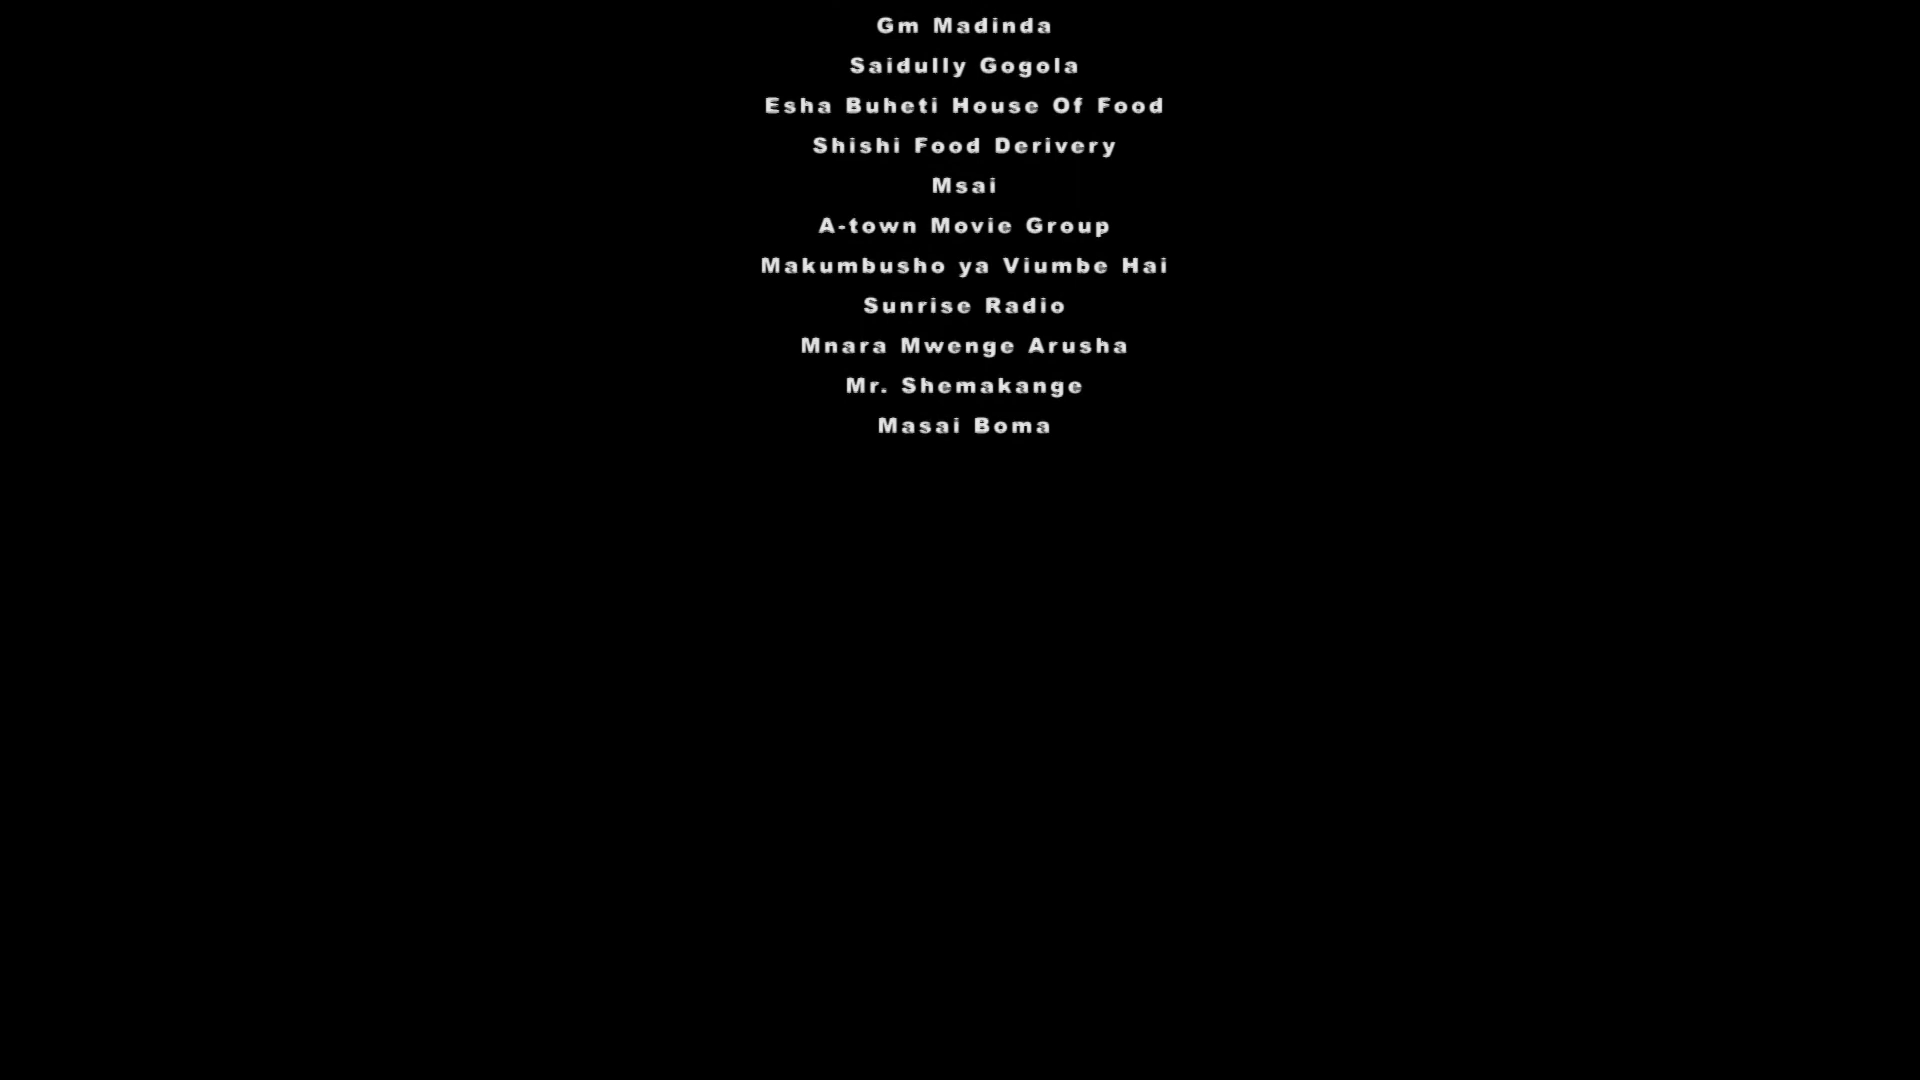 Gm Madinda
Saidully Gogola
Esha Buheti House Of Food
Shishi Food Derivery
Msai
A-town Movie Group
Makumbusho ya Viumbe Hai
Sunrise Radio
Mnara Mwenge Arusha
Mr. Shemakange
Masai Boma